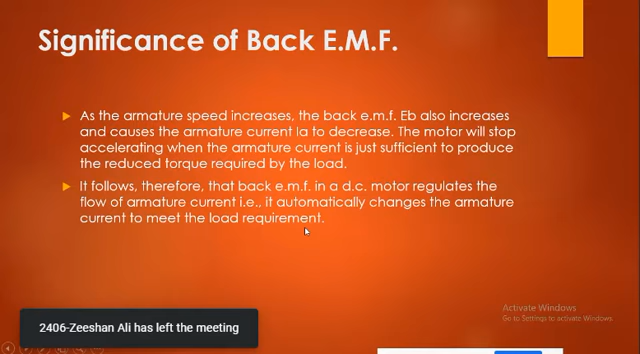 Significance of Back E.M.F.
As the armature speed increases, the back e.m.f. Eb also increases
and causes the armature current Ia to decrease. The motor will stop
accelerating when the armature current is just sufficient to produce
the reduced torque required by the load.
It follows, therefore, that back e.m.f. in a d.c. motor regulates the
flow of armature current i.e., it automatically changes the armature
current to meet the load requirement.
Activate Windows
Go to Settings to activate Windows.
2406-Zeeshan Ali has left the meeting